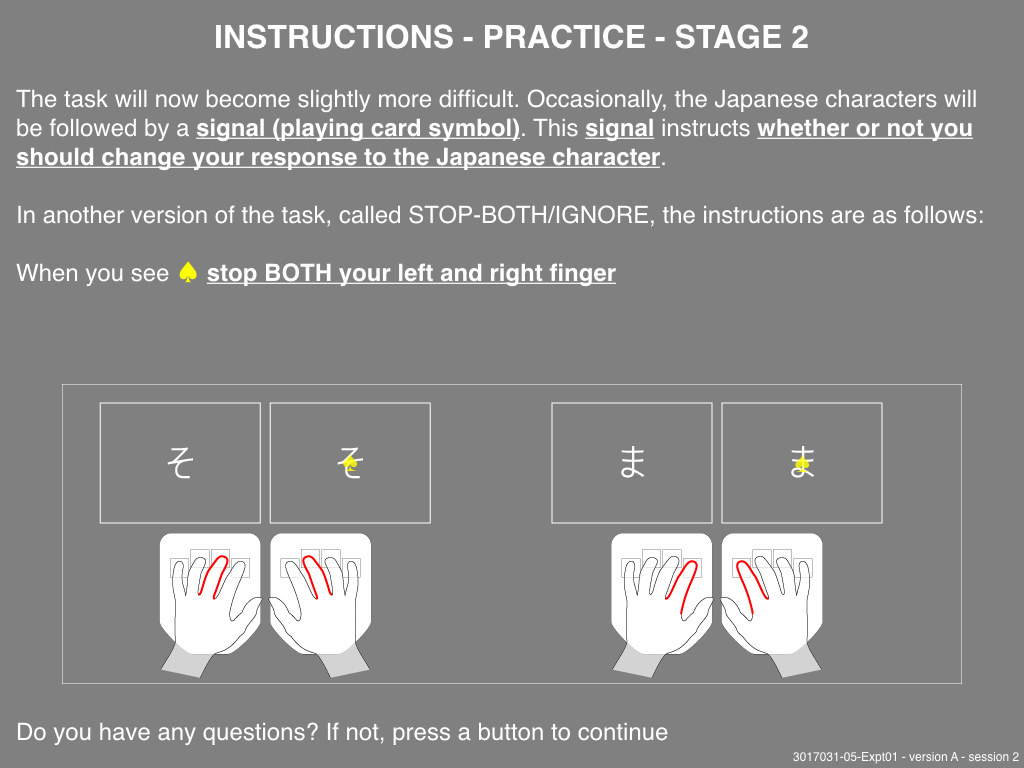 INSTRUCTIONS - PRACTICE - STAGE 2
The task will now become slightly more difficult. Occasionally, the Japanese characters will
be followed by a signal (playing card symbol). This signal instructs whether or not you
should change your response to the Japanese character.
In another version of the task, called STOP-BOTH/IGNORE, the instructions are as follows:
When you see ♠ stop BOTH your left and right finger
そ そ ま ま
Do you have any questions? If not, press a button to continue
3017031-05-Expt01 - version A - session 2